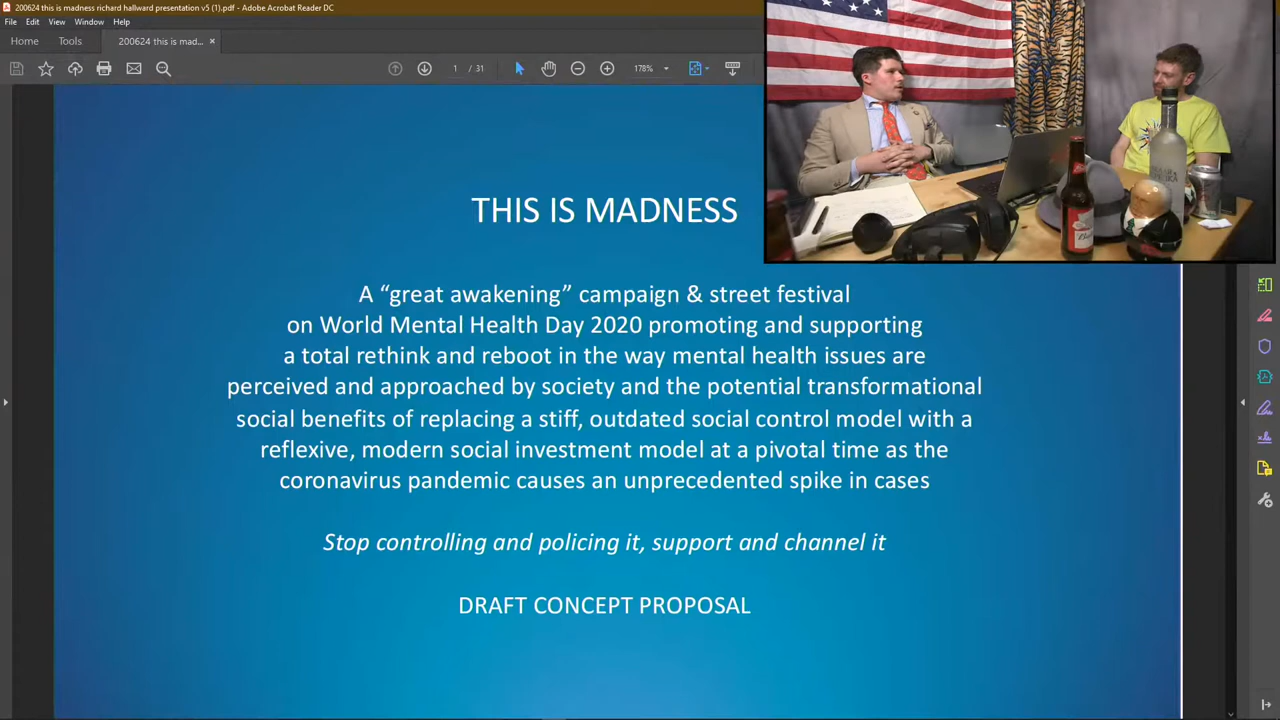 200624 this is madness richard hallward presentation v5 (1).pdf - Adobe Acrobat Reader DC
File Edit View Window Help
Home Tools 200624 this is mad... ×
1 / 31 178%
THIS IS MADNESS
A “great awakening” campaign & street festival
on World Mental Health Day 2020 promoting and supporting
a total rethink and reboot in the way mental health issues are
perceived and approached by society and the potential transformational
social benefits of replacing a stiff, outdated social control model with a
reflexive, modern social investment model at a pivotal time as the
coronavirus pandemic causes an unprecedented spike in cases
Stop controlling and policing it, support and channel it
DRAFT CONCEPT PROPOSAL